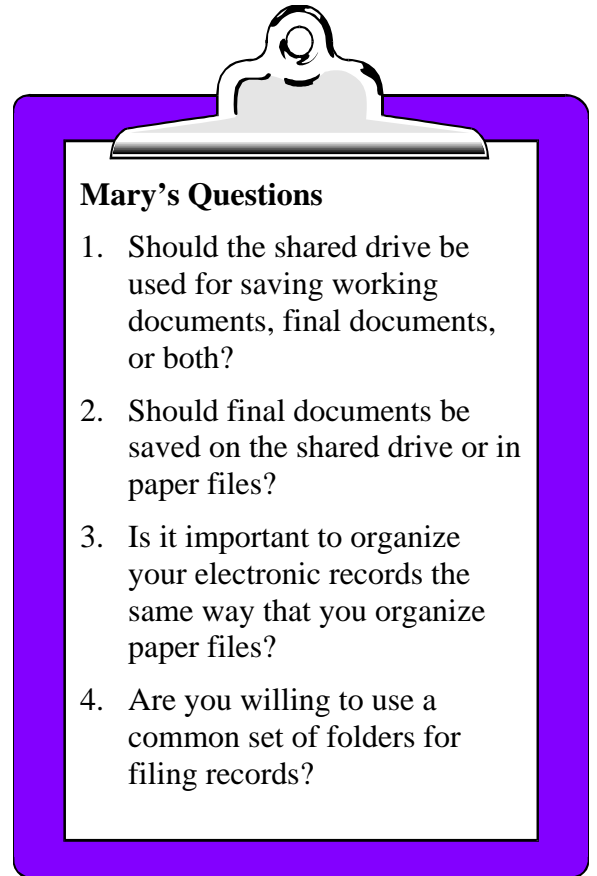 Mary’s Questions
1. Should the shared drive be
used for saving working
documents, final documents,
or both?
2. Should final documents be
saved on the shared drive or in
paper files?
3. Is it important to organize
your electronic records the
same way that you organize
paper files?
4. Are you willing to use a
common set of folders for
filing records?